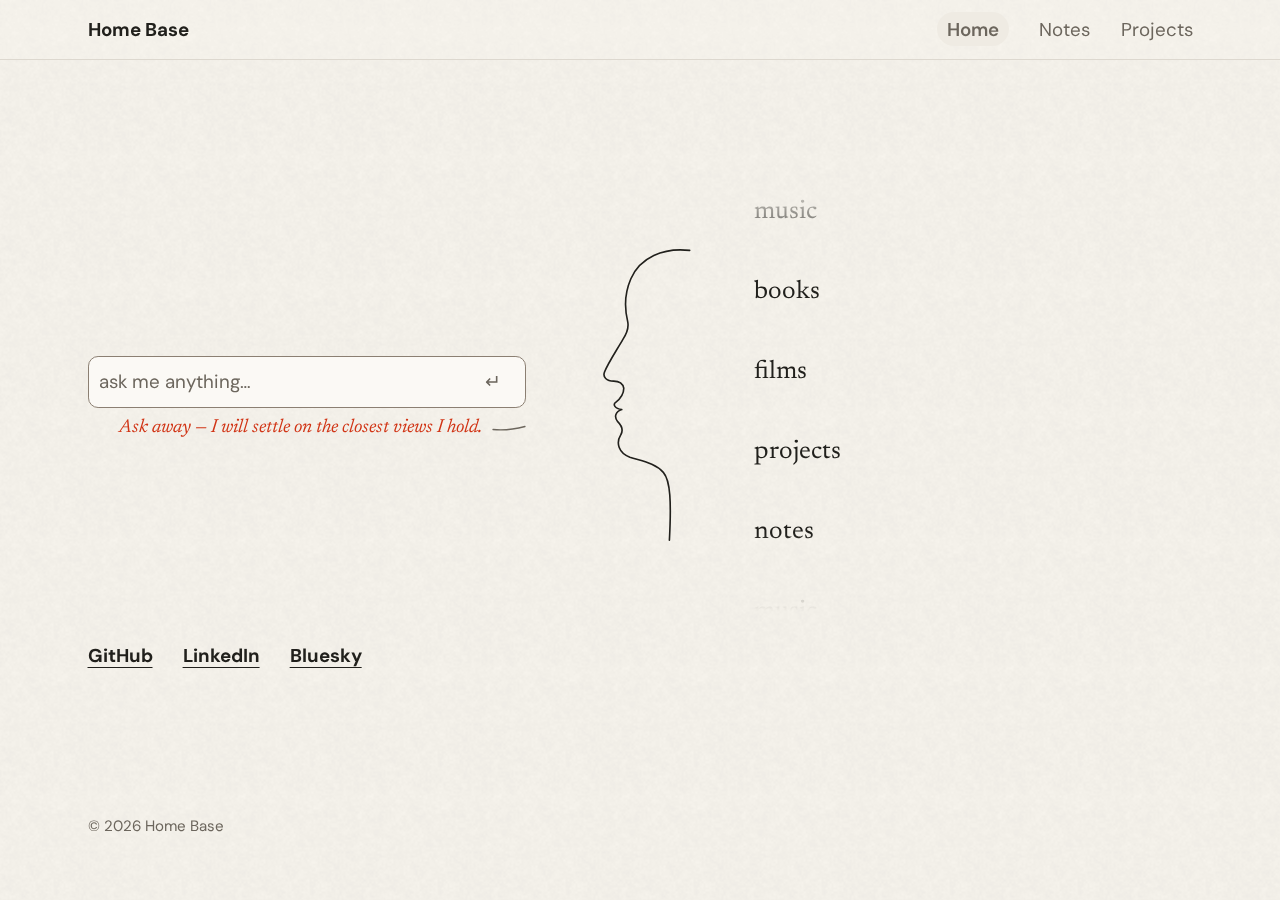 Home Base
Home Notes Projects
music
books
films
projects
notes
ask me anything...
Ask away – I will settle on the closest views I hold.
GitHub LinkedIn Bluesky
© 2026 Home Base